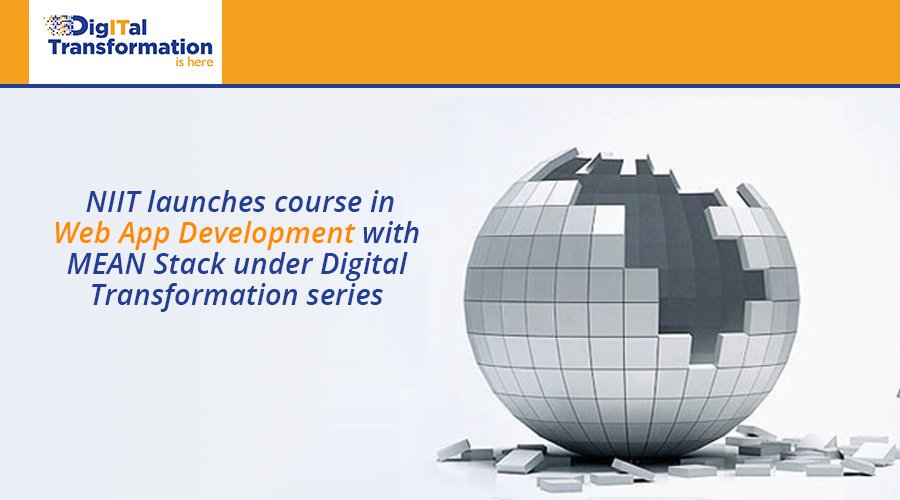 DigITal
Transformation
is here
NIIT launches course in
Web App Development with
MEAN Stack under Digital
Transformation series